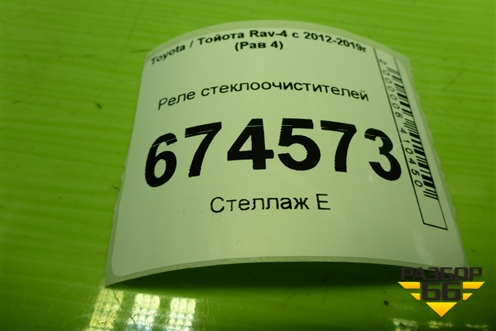 Toyota / Тойота Rav-4 с 2012-2019г
(Рав 4)
Реле стеклоочистителей
674573
Стеллаж Е
РАЗБОР
66